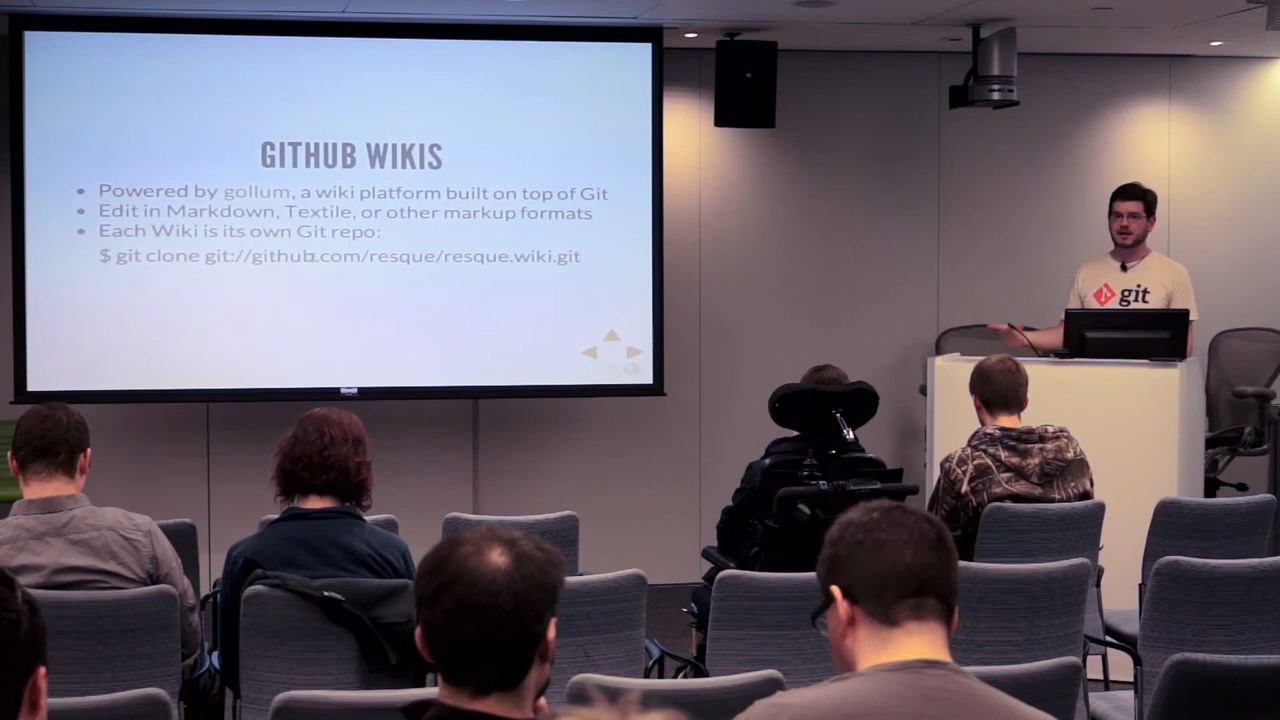 GITHUB WIKIS
• Powered by gollum, a wiki platform built on top of Git
• Edit in Markdown, Textile, or other markup formats
• Each Wiki is its own Git repo:
$ git clone git://github.com/resque/resque.wiki.git
git